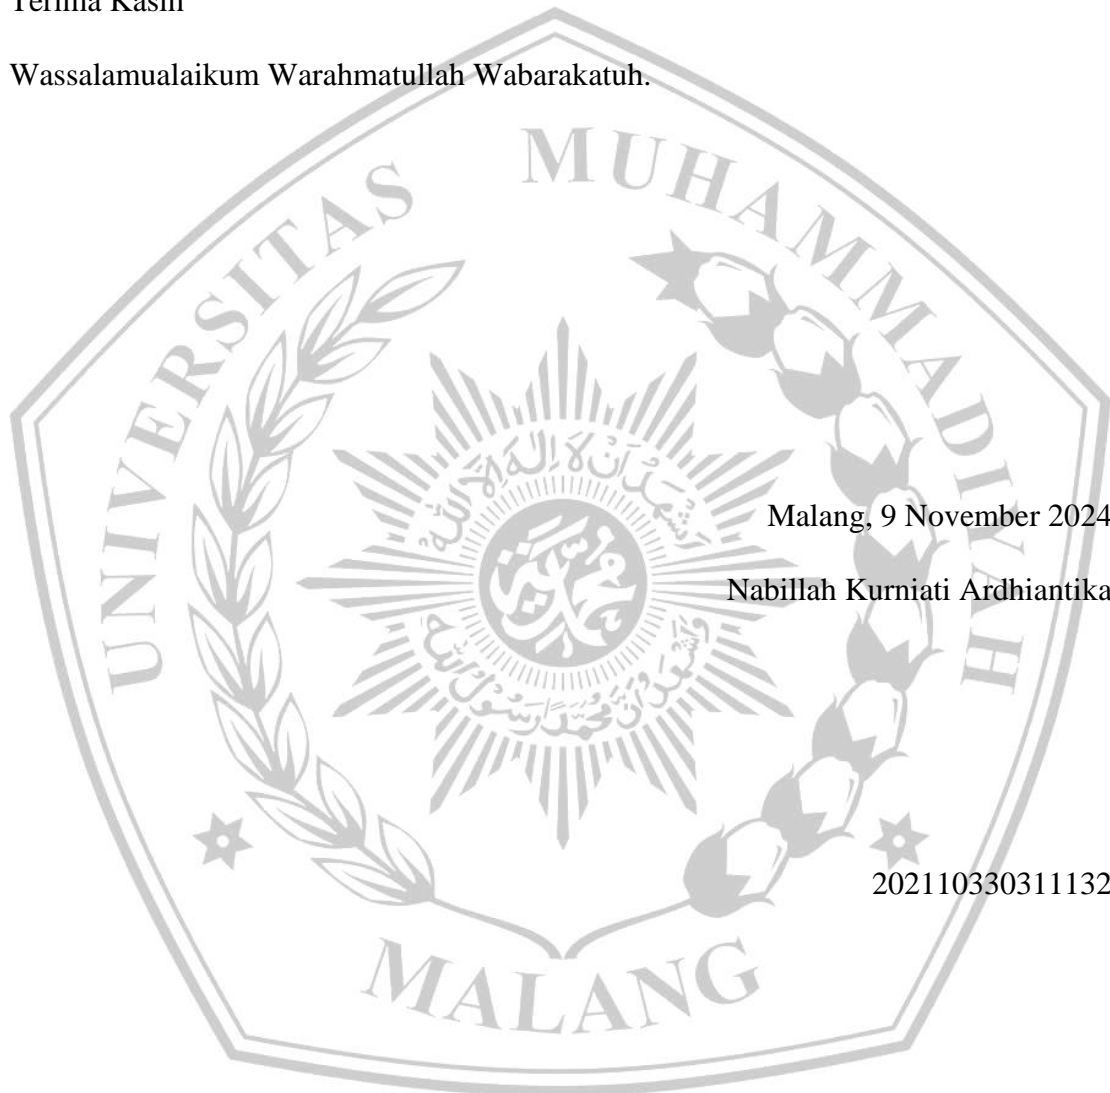 Terima Kasih
Wassalamualaikum Warahmatullah Wabarakatuh.
UNIVERSITAS MUHAMMADIYAH
Malang, 9 November 2024
Nabillah Kurniati Ardhiantika
202110330311132
MALANG